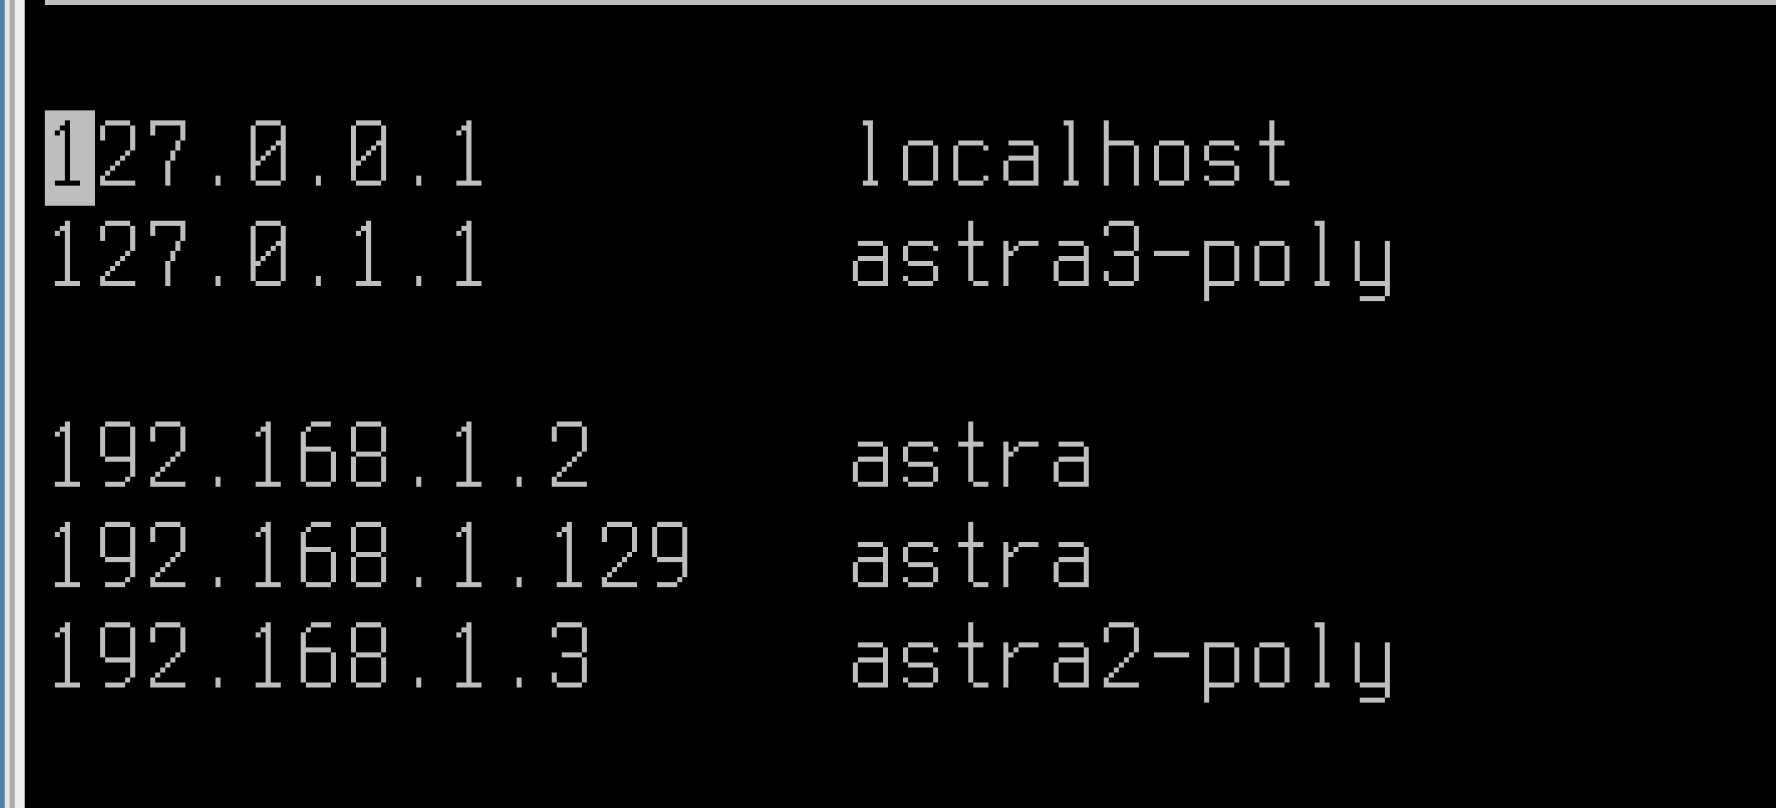 127.0.0.1 localhost
127.0.1.1 astra3-poly
192.168.1.2 astra
192.168.1.129 astra
192.168.1.3 astra2-poly